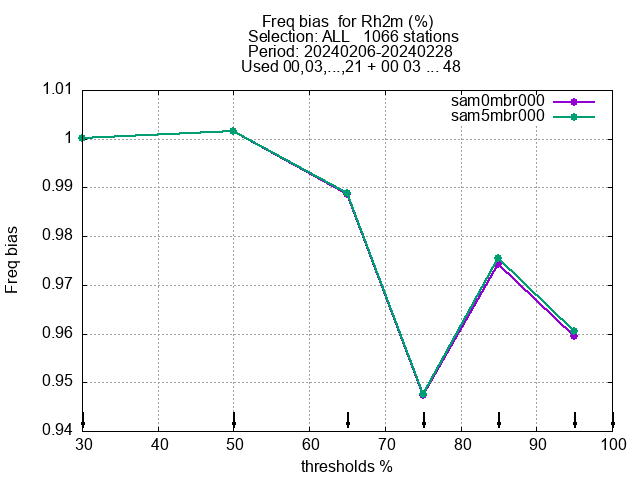 Freq bias  for Rh2m (%)
Selection: ALL   1066 stations
Period: 20240206-20240228
Used 00,03,...,21 + 00 03 ... 48
sam0mbr000
sam5mbr000
1.01
1
0.99
0.98
0.97
0.96
0.95
0.94
Freq bias
30 40 50 60 70 80 90 100
thresholds %